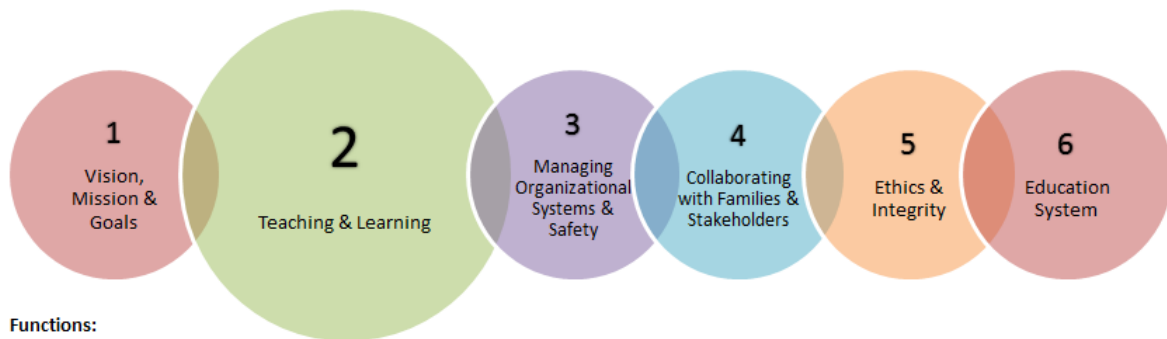 1
Vision,
Mission &
Goals
2
Teaching & Learning
3
Managing
Organizational
Systems &
Safety
4
Collaborating
with Families &
Stakeholders
5
Ethics &
Integrity
6
Education
System
Functions: